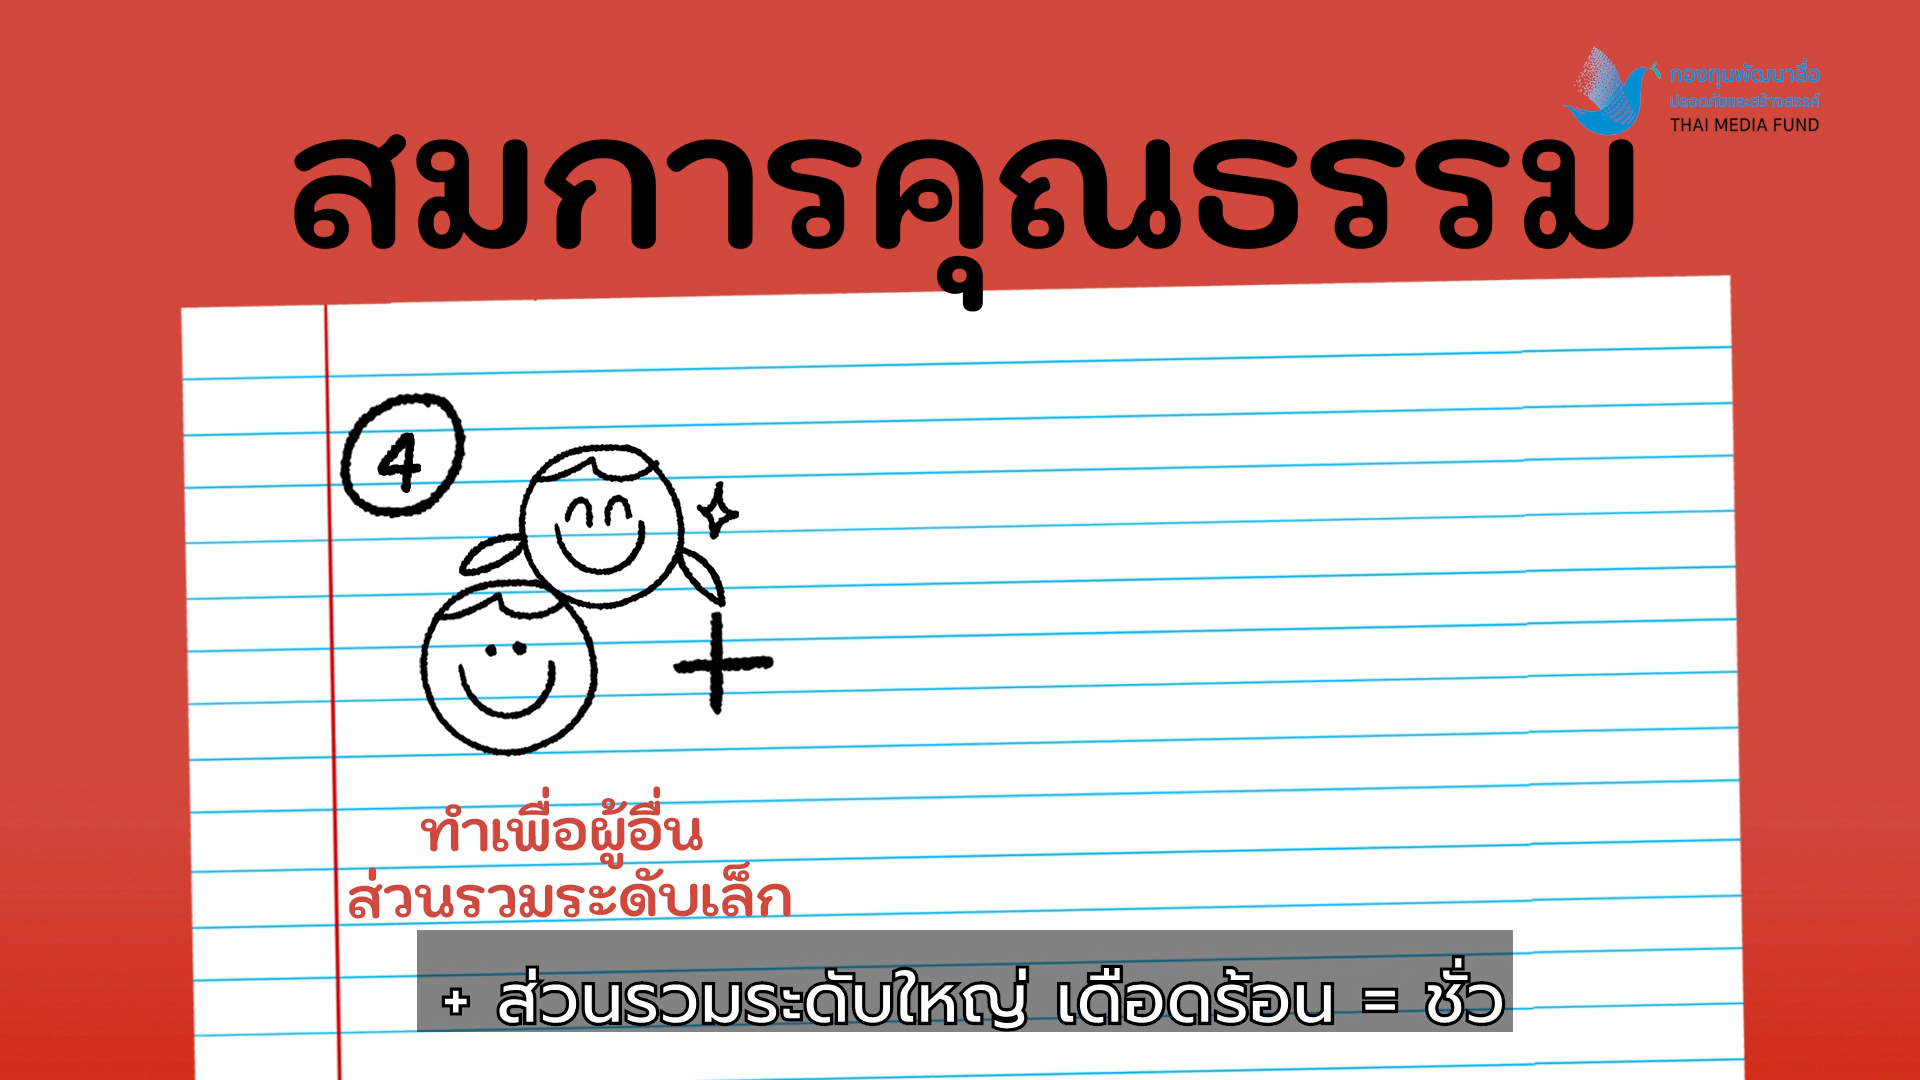 กองทุนพัฒนาสื่อ
ปลอดภัยและสร้างสรรค์
THAI MEDIA FUND
สมการคุณธรรม
4
+
ทำเพื่อผู้อื่น
ส่วนรวมระดับเล็ก
+ ส่วนรวมระดับใหญ่ เดือดร้อน = ชั่ว